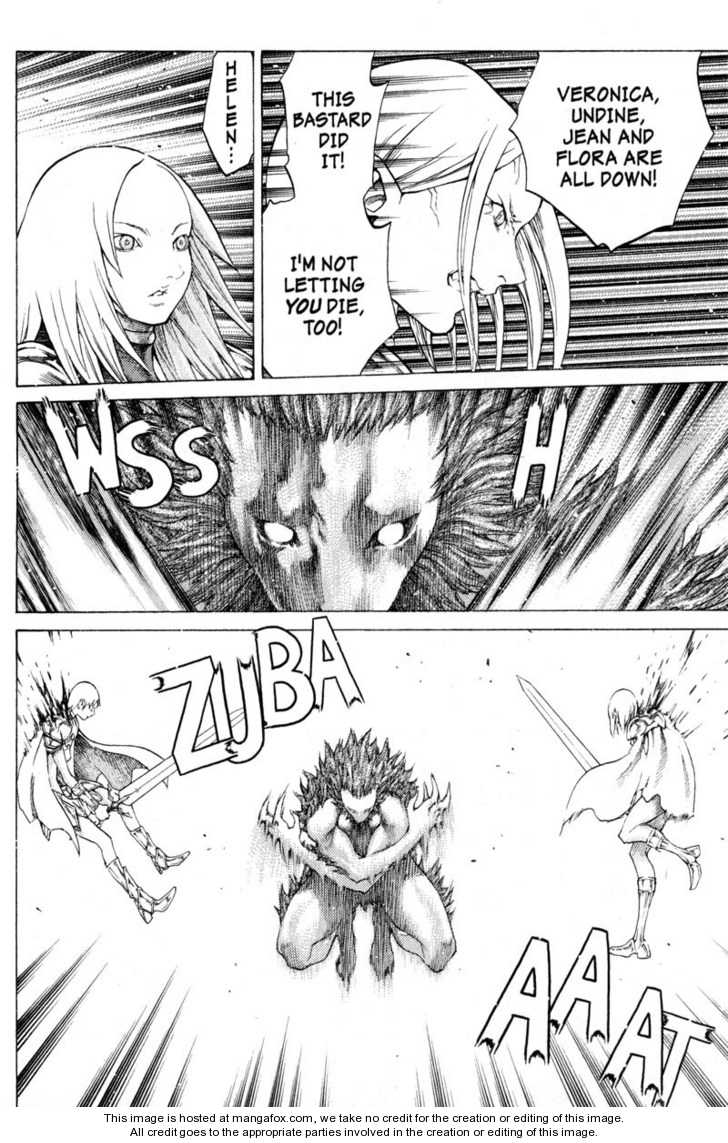 VERONICA,
UNDINE,
JEAN AND
FLORA ARE
ALL DOWN!
THIS
BASTARD
DID
IT!
I'M NOT
LETTING
YOU DIE,
TOO!
HELEN...
WSSH
ZUBA
AAAT
This image is hosted at mangafox.com, we take no credit for the creation or editing of this image.
All credit goes to the appropriate parties involved in the creation or editing of this image.